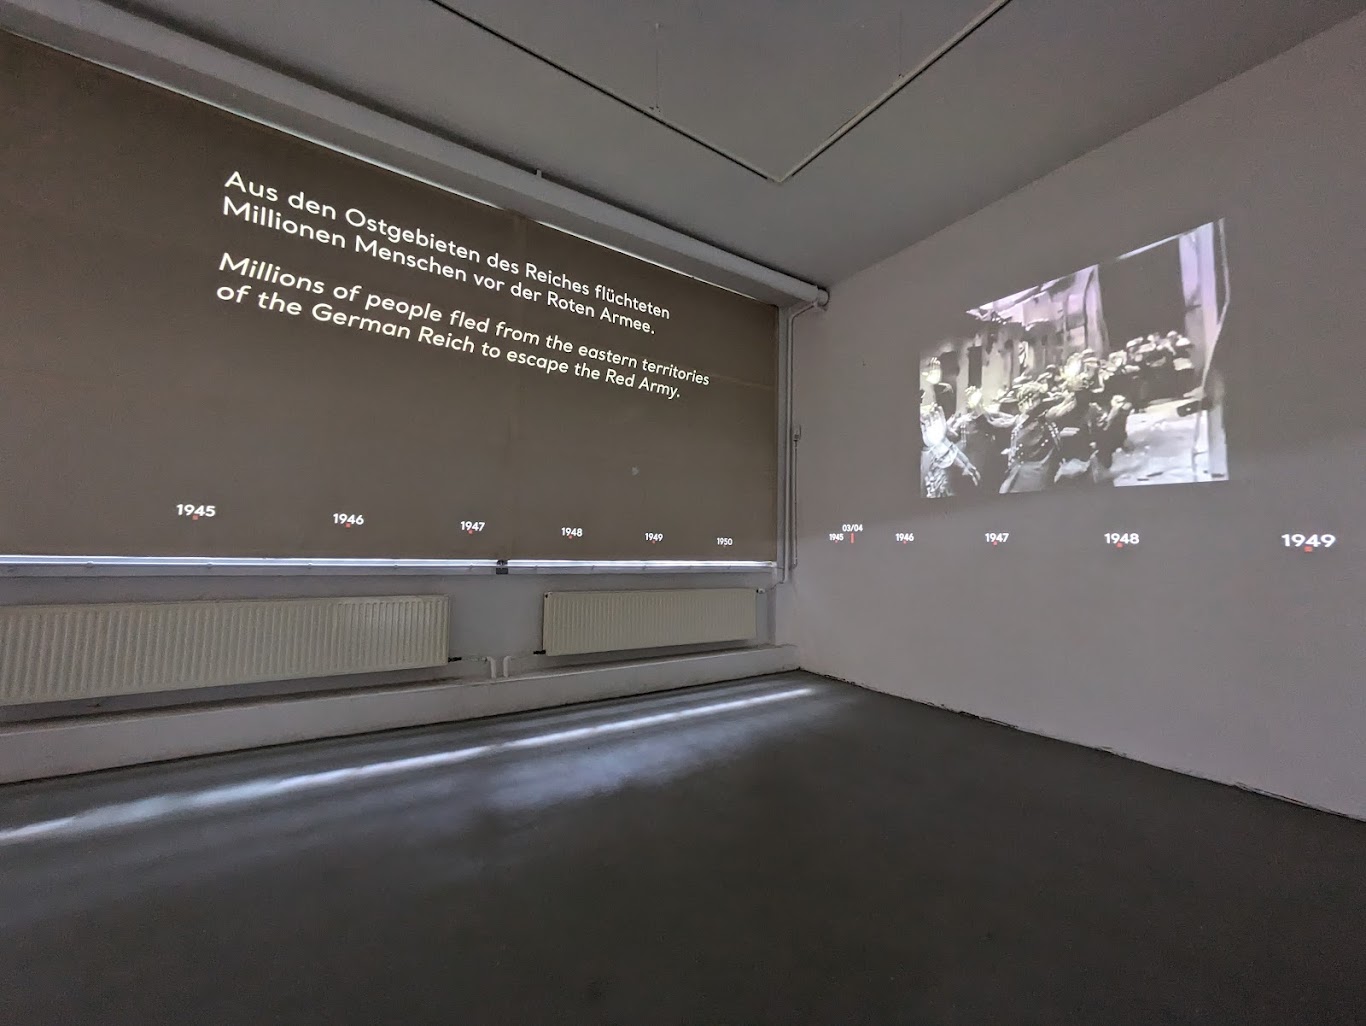 Aus den Ostgebieten des Reiches flüchteten
Millionen Menschen vor der Roten Armee.
Millions of people fled from the eastern territories
of the German Reich to escape the Red Army.
1945 1946 1947 1948 1949 1950
03/04
1945 1946 1947 1948 1949